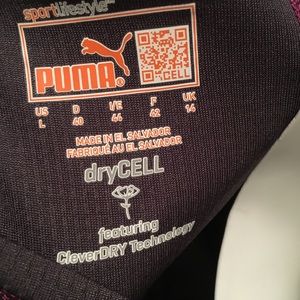 sportlifestyle
PUMA
CELL
US D I/E F UK
L 40 44 42 14
MADE IN EL SALVADOR
FABRIQUÉ AU EL SALVADOR
dryCELL
featuring
CleverDRY Technology